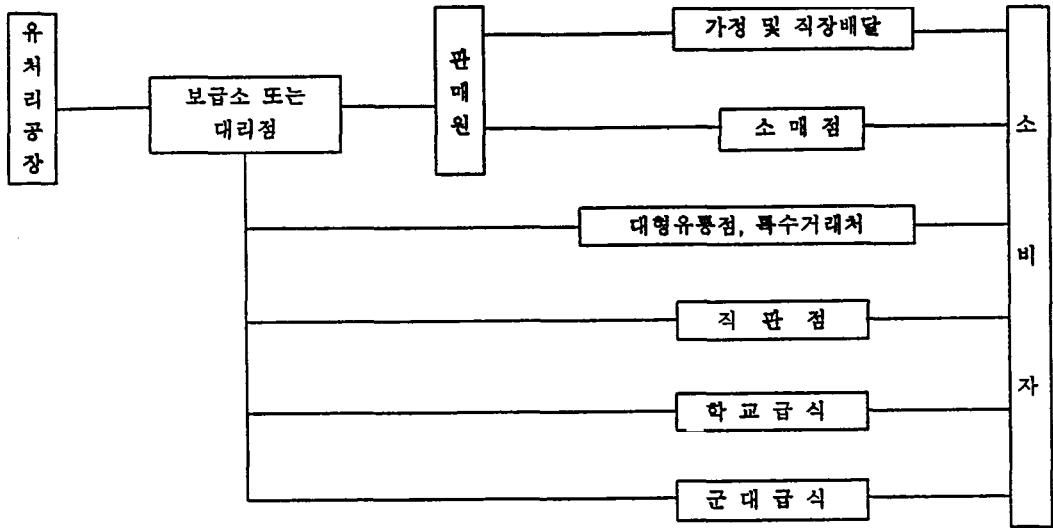 유처리공장
보급소 또는
대리점
판매원
가정 및 직장배달
소 매 점
대형유통점, 특수거래처
직 판 점
학 교 급 식
군 대 급 식
소비자